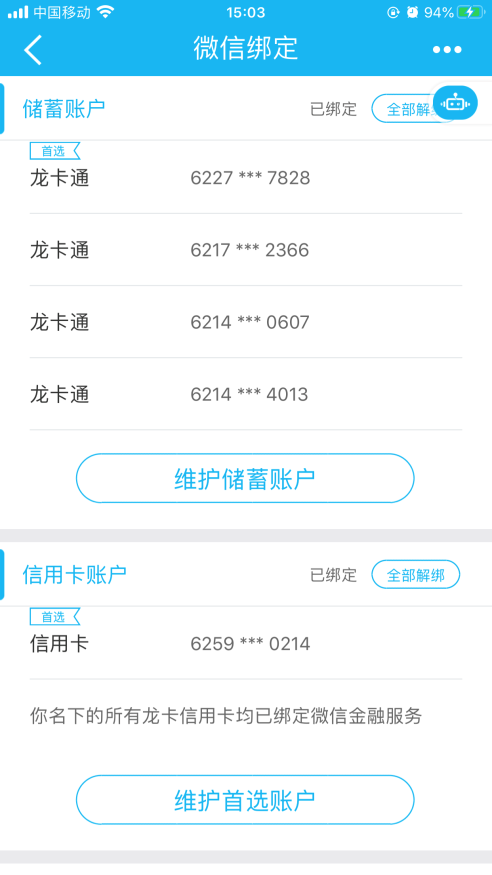 中国移动 15:03 94%
微信绑定
储蓄账户 已绑定 全部解
首选
龙卡通 6227 *** 7828
龙卡通 6217 *** 2366
龙卡通 6214 *** 0607
龙卡通 6214 *** 4013
维护储蓄账户
信用卡账户 已绑定 全部解绑
首选
信用卡 6259 *** 0214
你名下的所有龙卡信用卡均已绑定微信金融服务
维护首选账户